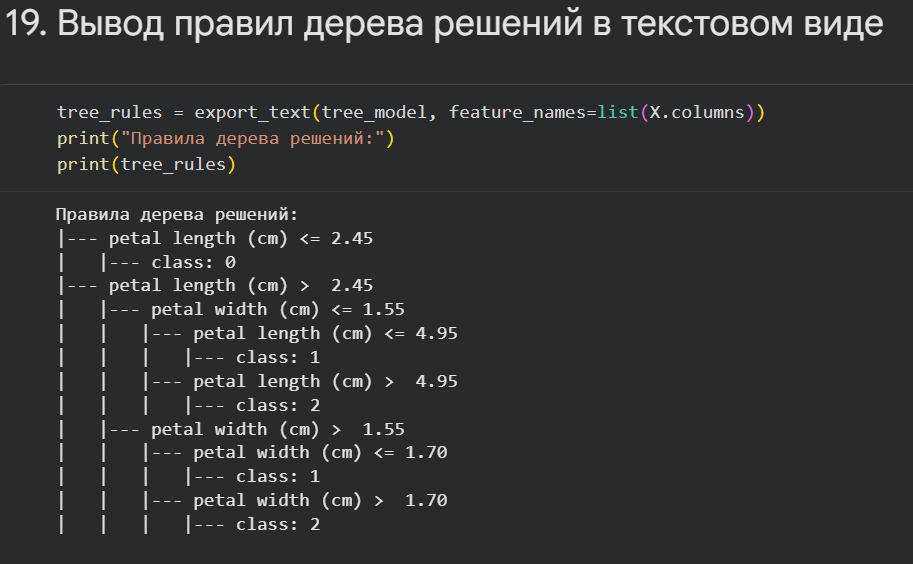 19. Вывод правил дерева решений в текстовом виде
tree_rules = export_text(tree_model, feature_names=list(X.columns))
print("Правила дерева решений:")
print(tree_rules)
Правила дерева решений:
|--- petal length (cm) <= 2.45
|   |--- class: 0
|--- petal length (cm) >  2.45
|   |--- petal width (cm) <= 1.55
|   |   |--- petal length (cm) <= 4.95
|   |   |   |--- class: 1
|   |   |--- petal length (cm) >  4.95
|   |   |   |--- class: 2
|   |--- petal width (cm) >  1.55
|   |   |--- petal width (cm) <= 1.70
|   |   |   |--- class: 1
|   |   |--- petal width (cm) >  1.70
|   |   |   |--- class: 2